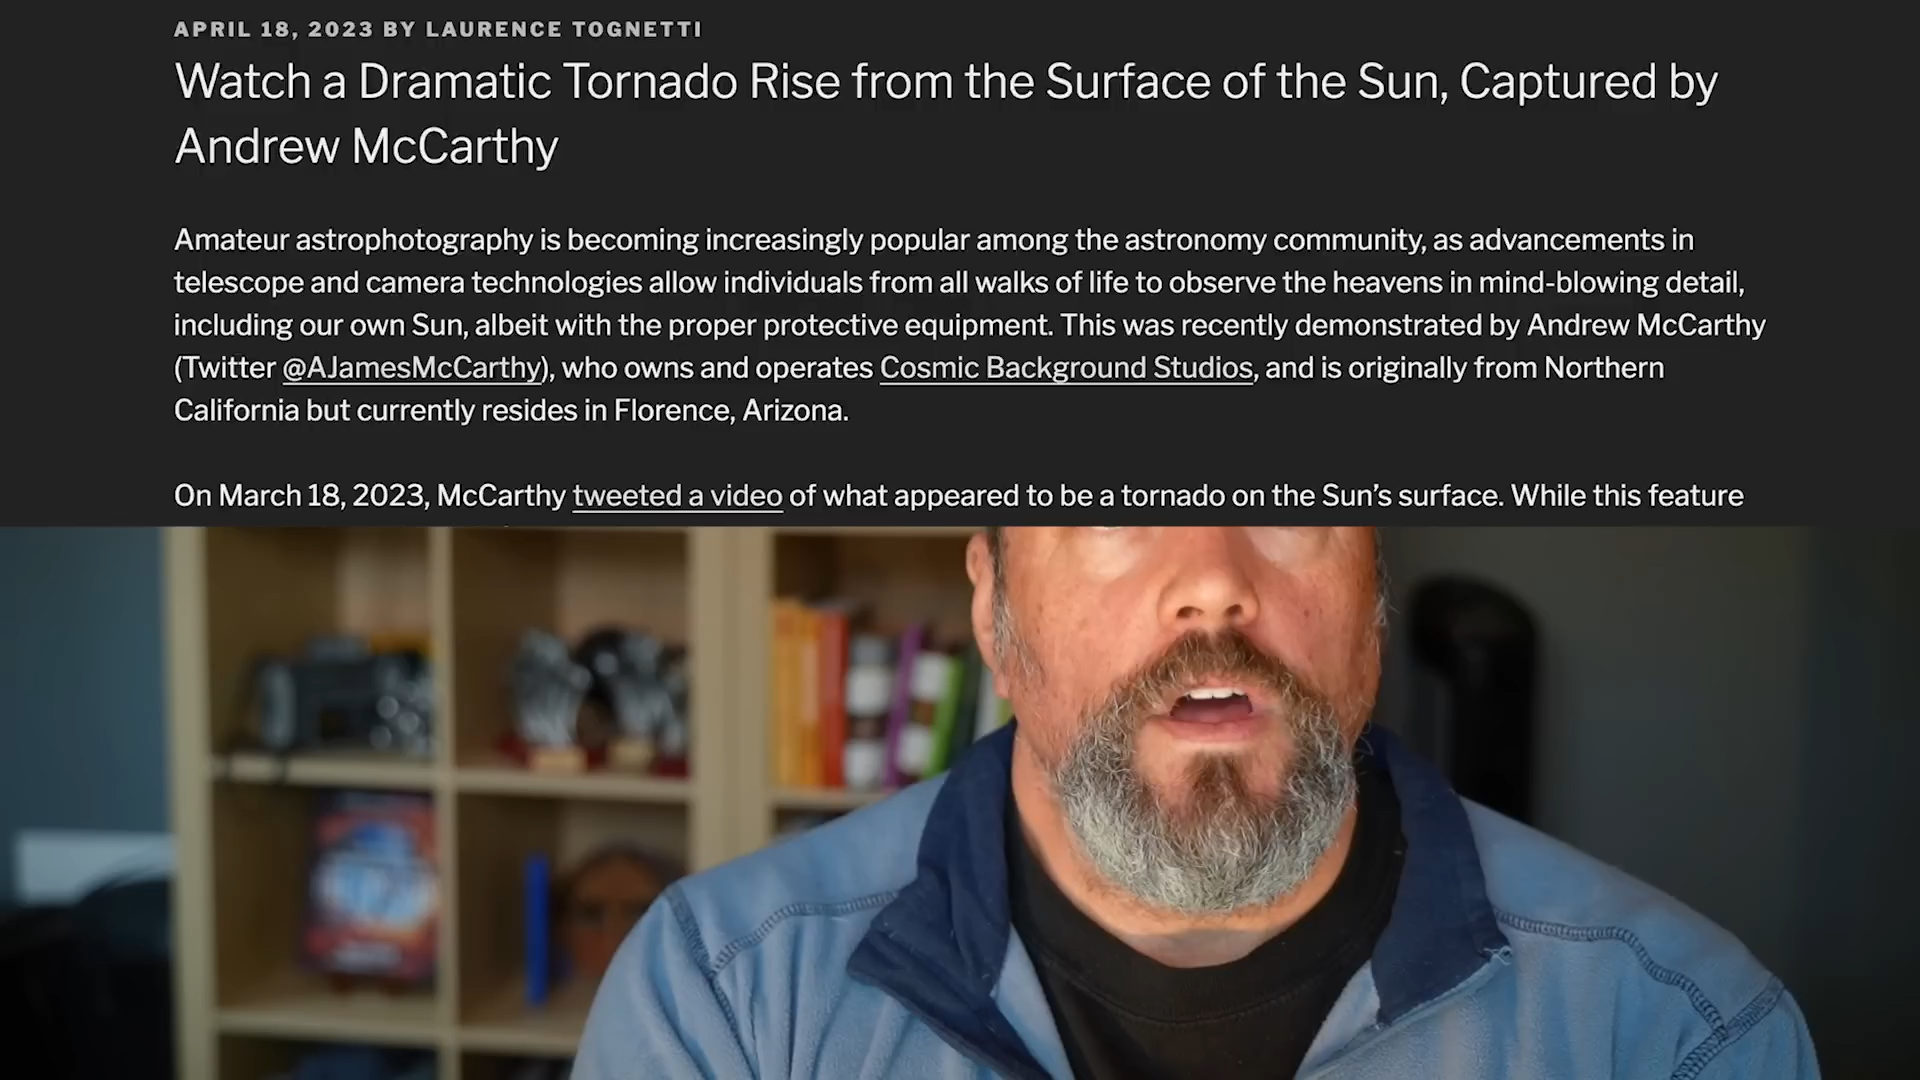 APRIL 18, 2023 BY LAURENCE TOGNETTI
Watch a Dramatic Tornado Rise from the Surface of the Sun, Captured by
Andrew McCarthy
Amateur astrophotography is becoming increasingly popular among the astronomy community, as advancements in
telescope and camera technologies allow individuals from all walks of life to observe the heavens in mind-blowing detail,
including our own Sun, albeit with the proper protective equipment. This was recently demonstrated by Andrew McCarthy
(Twitter @AJamesMcCarthy), who owns and operates Cosmic Background Studios, and is originally from Northern
California but currently resides in Florence, Arizona.
On March 18, 2023, McCarthy tweeted a video of what appeared to be a tornado on the Sun’s surface. While this feature